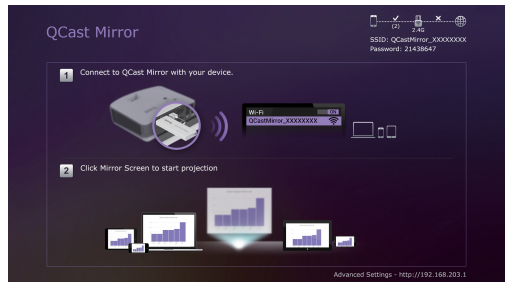 QCast Mirror
(2)
2.4G
SSID: QCastMirror_XXXXXXXX
Password: 21438647
1 Connect to QCast Mirror with your device.
Wi-Fi ON
QCastMirror_XXXXXXXX
2 Click Mirror Screen to start projection
Advanced Settings - http://192.168.203.1